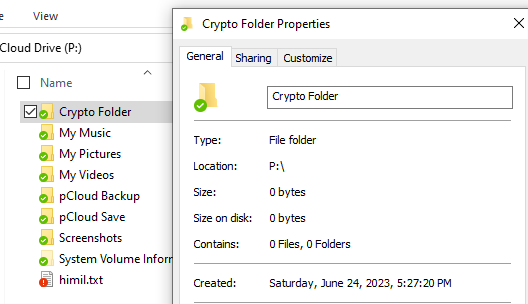 View
Cloud Drive (P:)
Name
Crypto Folder
My Music
My Pictures
My Videos
pCloud Backup
pCloud Save
Screenshots
System Volume Inform
himil.txt
Crypto Folder Properties
General Sharing Customize
Crypto Folder
Type: File folder
Location: P:\
Size: 0 bytes
Size on disk: 0 bytes
Contains: 0 Files, 0 Folders
Created: Saturday, June 24, 2023, 5:27:20 PM